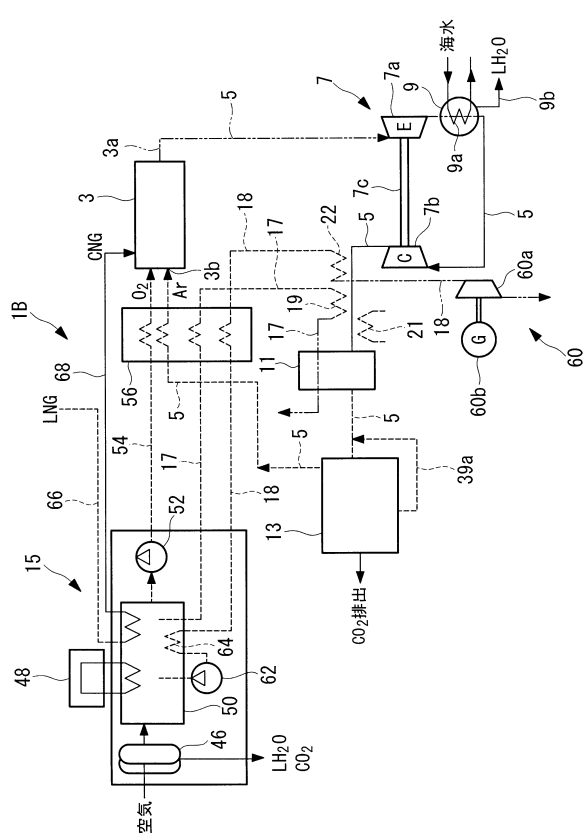 1B
15
48
66
LNG
68
CNG
3
3a
5
O₂
Ar
3b
56
54
5
17
18
18
17
52
空気
46
50
62
64
LH₂O
CO₂
CO₂排出
13
39a
5
5
11
17
19
21
22
5
7
7a
E
7c
C
7b
9
9a
9b
海水
LH₂O
5
18
60a
G
60b
60